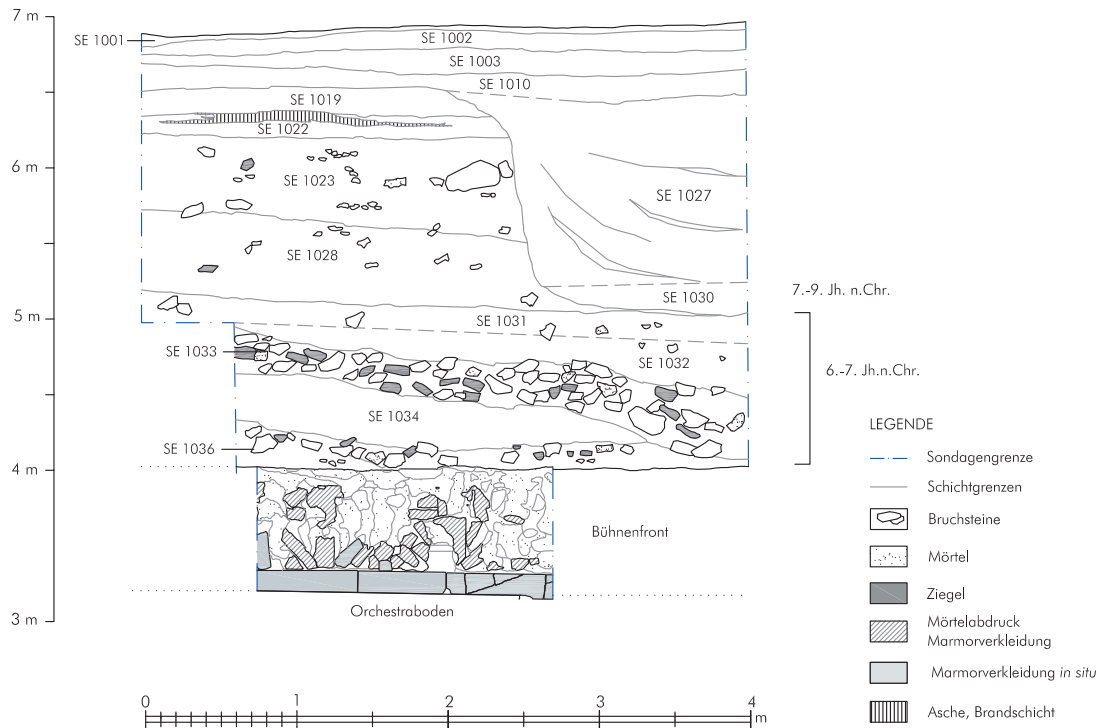 7 m
SE 1001
SE 1002
SE 1003
SE 1010
SE 1019
SE 1022
6 m
SE 1023
SE 1027
SE 1028
SE 1030
7.-9. Jh. n.Chr.
5 m
SE 1031
SE 1033
SE 1032
6.-7. Jh.n.Chr.
SE 1034
SE 1036
4 m
Bühnenfront
Orchestraboden
3 m
LEGENDE
Sondagengrenze
Schichtgrenzen
Bruchsteine
Mörtel
Ziegel
Mörtelabdruck
Marmorverkleidung
Marmorverkleidung in situ
Asche, Brandschicht
0 1 2 3 4
m